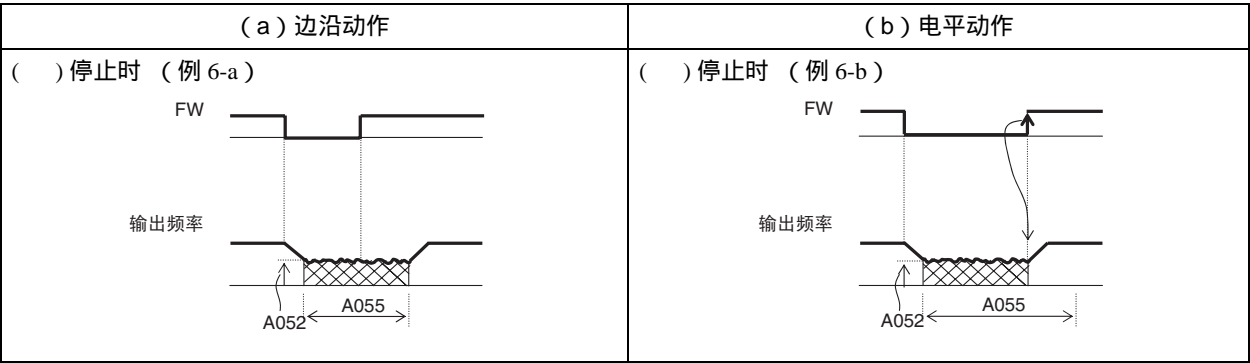 （a）边沿动作
（b）电平动作
(    ) 停止时 （例 6-a）
FW
输出频率
A052
A055
(    ) 停止时 （例 6-b）
FW
输出频率
A052
A055